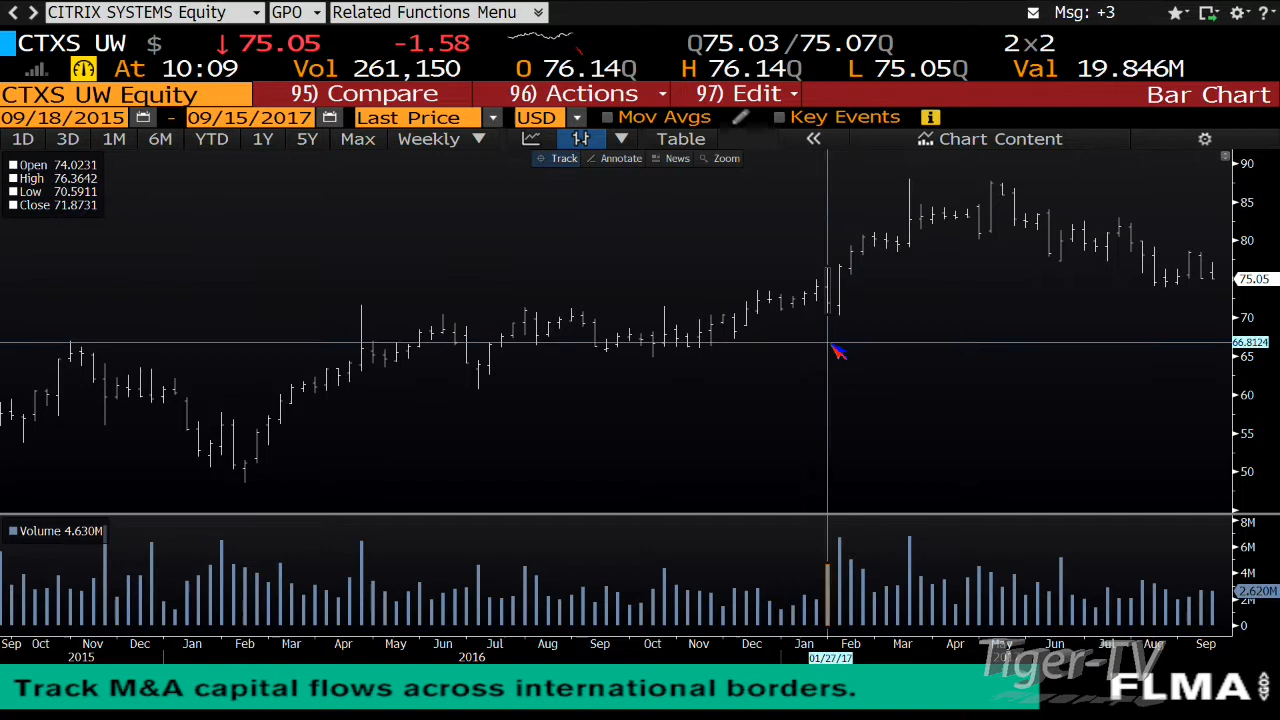 CITRIX SYSTEMS Equity GPO Related Functions Menu Msg: +3
CTXS UW $ ↓ 75.05 -1.58 Q75.03 / 75.07Q 2 x 2
At 10:09 Vol 261,150 O 76.14Q H 76.14Q L 75.05Q Val 19.846M
CTXS UW Equity 95) Compare 96) Actions 97) Edit Bar Chart
09/18/2015 - 09/15/2017 Last Price USD Mov Avgs Key Events
1D 3D 1M 6M YTD 1Y 5Y Max Weekly Table Chart Content
Track Annotate News Zoom
Open 74.0231
High 76.3642
Low 70.5911
Close 71.8731
90
85
80
75.05
70
66.8124
65
60
55
50
Volume 4.630M
8M
6M
4M
2.620M
2M
0
Sep Oct Nov Dec Jan Feb Mar Apr May Jun Jul Aug Sep Oct Nov Dec Jan Feb Mar Apr May Jun Jul Aug Sep
2015 2016 01/27/17
Tiger-TV
Track M&A capital flows across international borders.
FLMA